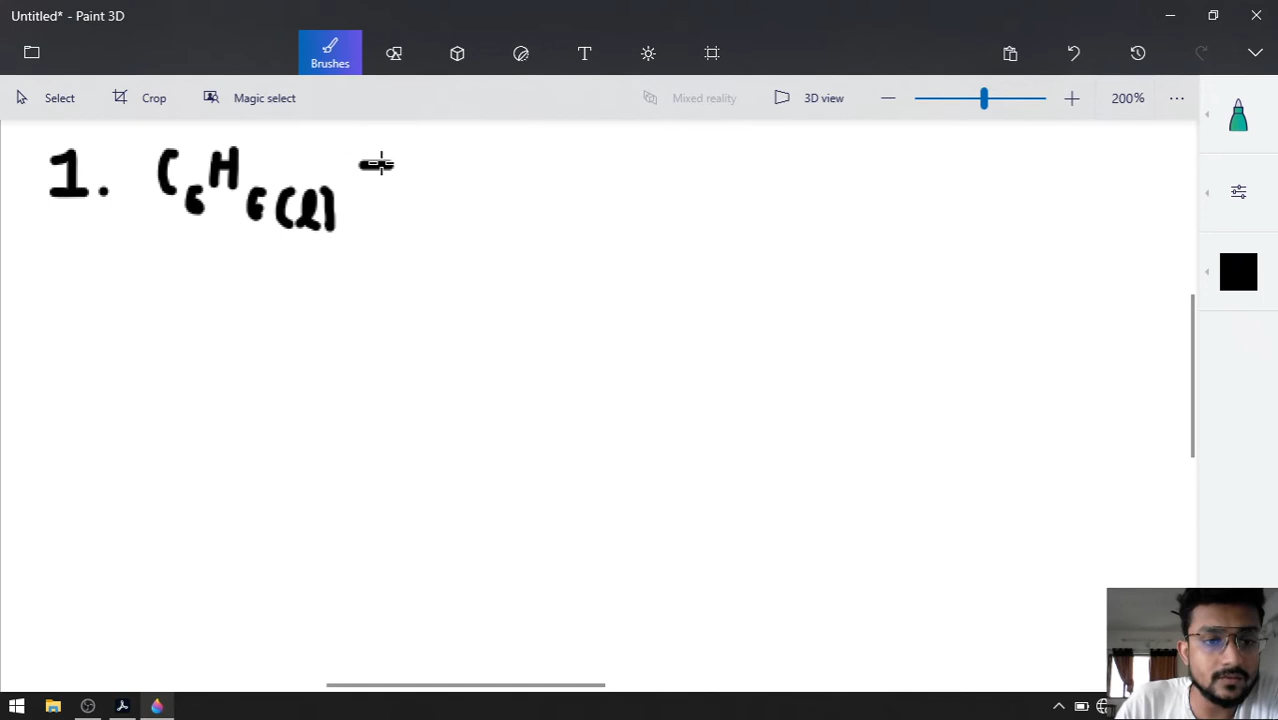 Untitled* - Paint 3D
Brushes
Select
Crop
Magic select
Mixed reality
3D view
200%
1. C6H6(l)